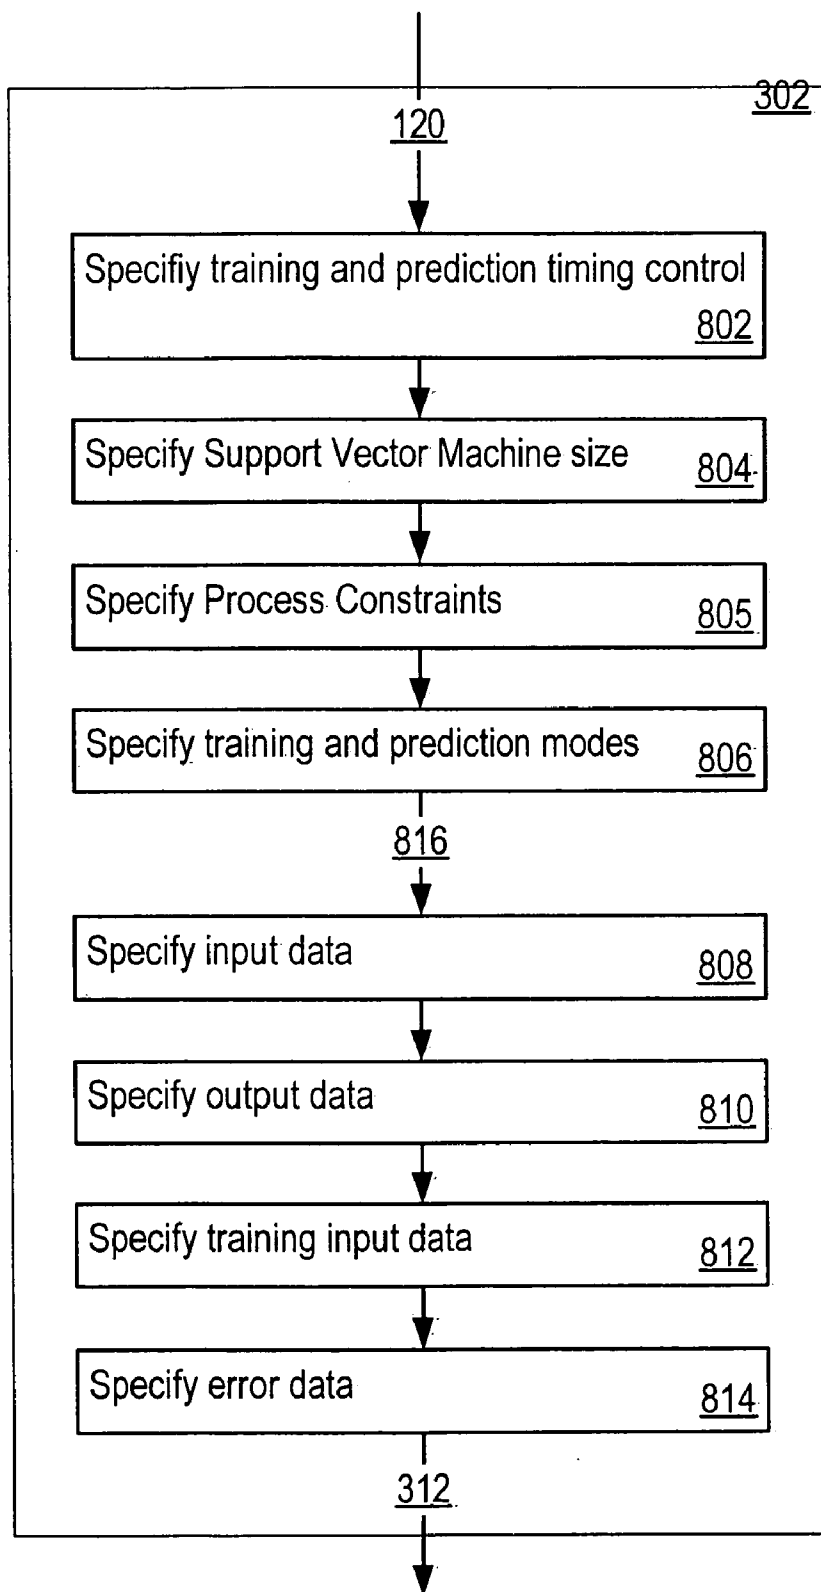 302
120
Specifiy training and prediction timing control
802
Specify Support Vector Machine size
804
Specify Process Constraints
805
Specify training and prediction modes
806
816
Specify input data
808
Specify output data
810
Specify training input data
812
Specify error data
814
312